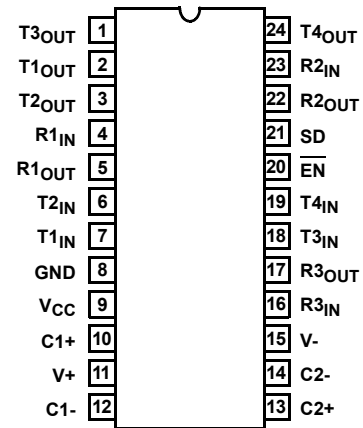 T3OUT 1 24 T4OUT
T1OUT 2 23 R2IN
T2OUT 3 22 R2OUT
R1IN 4 21 SD
R1OUT 5 20 EN
T2IN 6 19 T4IN
T1IN 7 18 T3IN
GND 8 17 R3OUT
VCC 9 16 R3IN
C1+ 10 15 V-
V+ 11 14 C2-
C1- 12 13 C2+